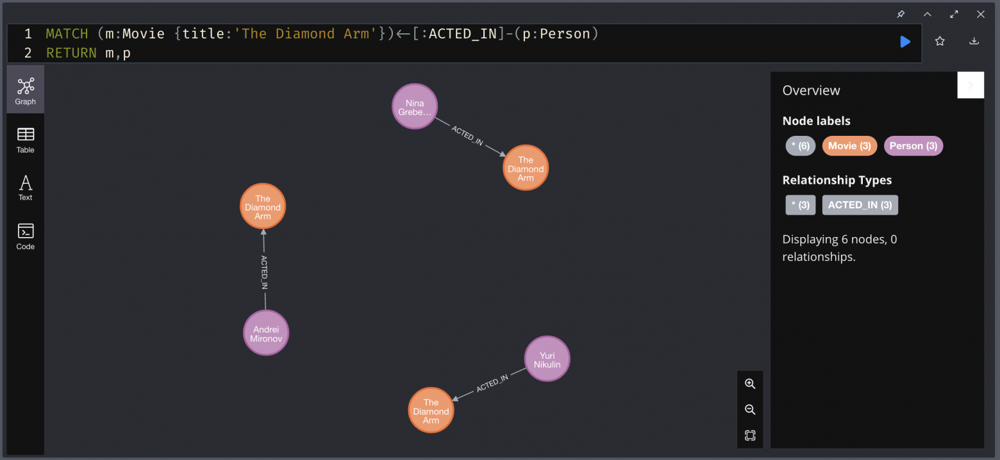 1 MATCH (m:Movie {title:'The Diamond Arm'})<-[:ACTED_IN]-(p:Person)
2 RETURN m,p
Graph
Table
Text
Code
Nina
Grebe...
ACTED_IN
The
Diamond
Arm
The
Diamond
Arm
ACTED_IN
Andrei
Mironov
Yuri
Nikulin
ACTED_IN
The
Diamond
Arm
Overview
Node labels
* (6) Movie (3) Person (3)
Relationship Types
* (3) ACTED_IN (3)
Displaying 6 nodes, 0
relationships.